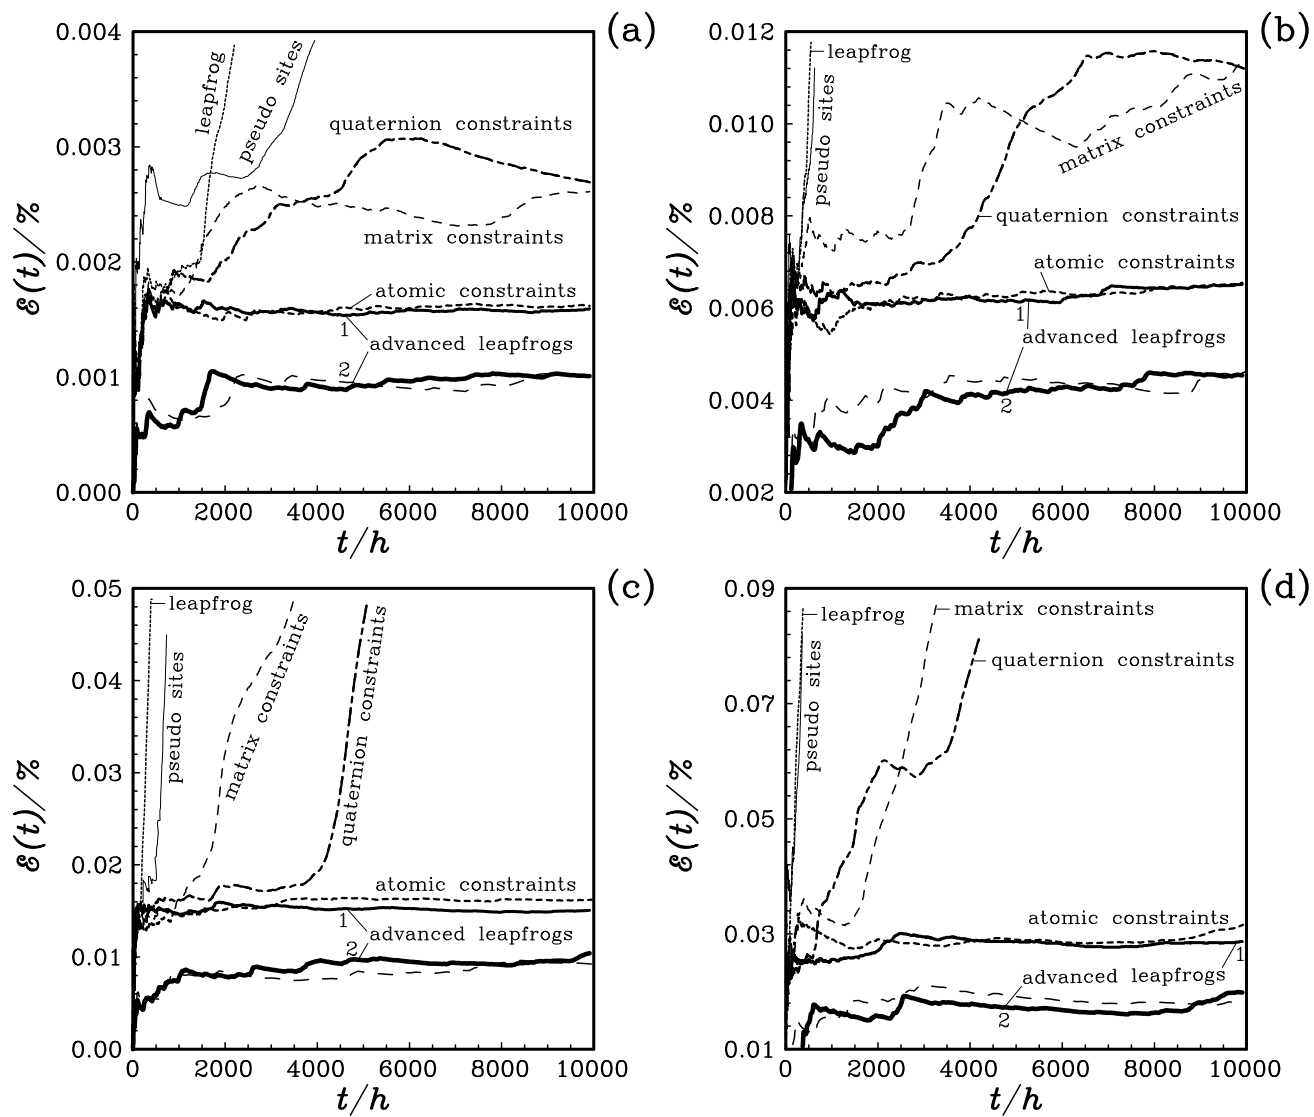 (a)
0.004
0.003
0.002
0.001
0.000
ℰ(t)/%
leapfrog
pseudo sites
quaternion constraints
matrix constraints
atomic constraints
1
advanced leapfrogs
2
0 2000 4000 6000 8000 10000
t/h
(b)
0.012
0.010
0.008
0.006
0.004
0.002
ℰ(t)/%
leapfrog
pseudo sites
matrix constraints
quaternion constraints
atomic constraints
1
advanced leapfrogs
2
0 2000 4000 6000 8000 10000
t/h
(c)
0.05
0.04
0.03
0.02
0.01
0.00
ℰ(t)/%
leapfrog
pseudo sites
matrix constraints
quaternion constraints
atomic constraints
1
advanced leapfrogs
2
0 2000 4000 6000 8000 10000
t/h
(d)
0.09
0.07
0.05
0.03
0.01
ℰ(t)/%
leapfrog
pseudo sites
matrix constraints
quaternion constraints
atomic constraints
1
advanced leapfrogs
2
0 2000 4000 6000 8000 10000
t/h